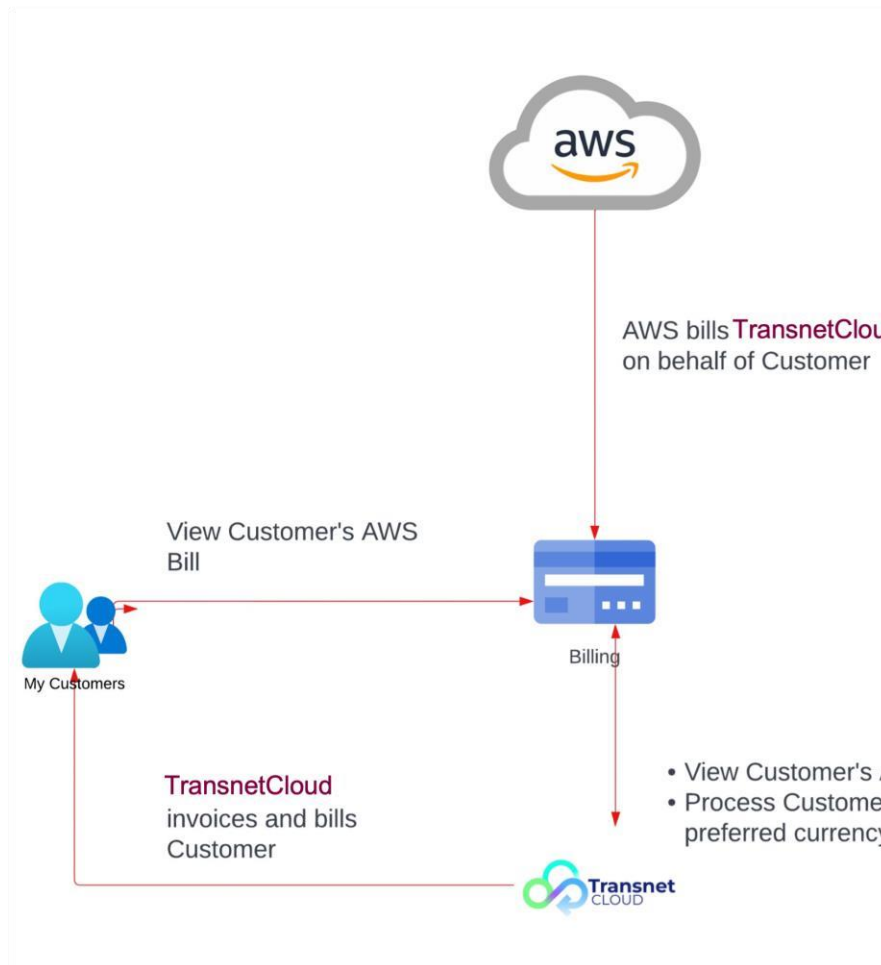 aws
AWS bills TransnetClou
on behalf of Customer
View Customer's AWS
Bill
Billing
My Customers
TransnetCloud
invoices and bills
Customer
• View Customer's
• Process Custome
preferred currency
Transnet
CLOUD